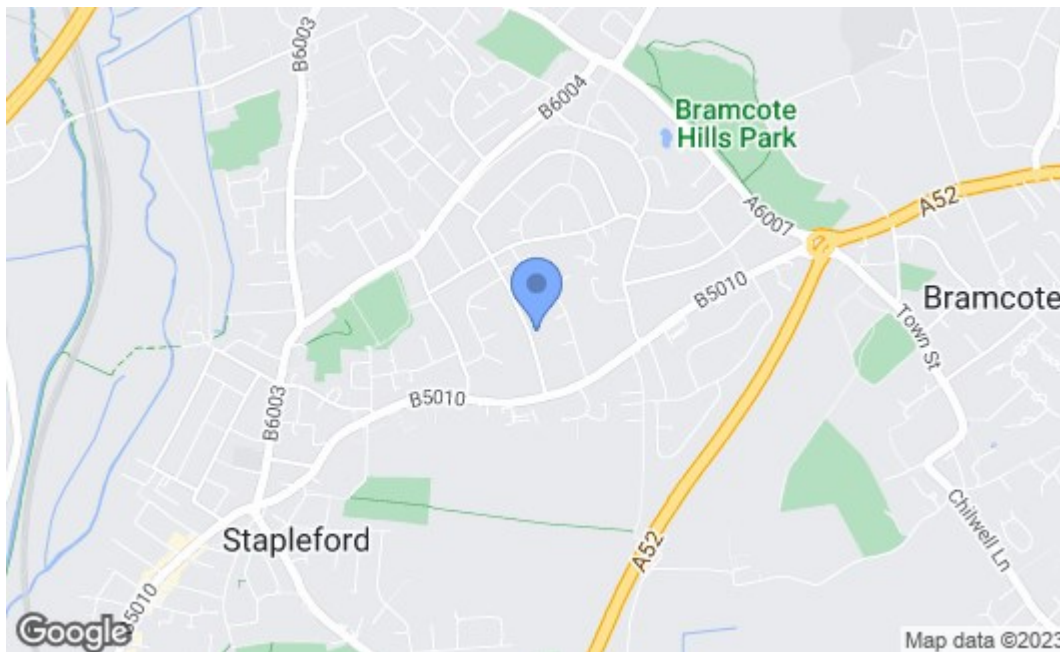 B6003
B6004
Bramcote
Hills Park
A6007
A52
B5010
Bramcote
Town St
B5010
B6003
Chilwell Ln
Stapleford
A52
B5010
Google
Map data ©2023